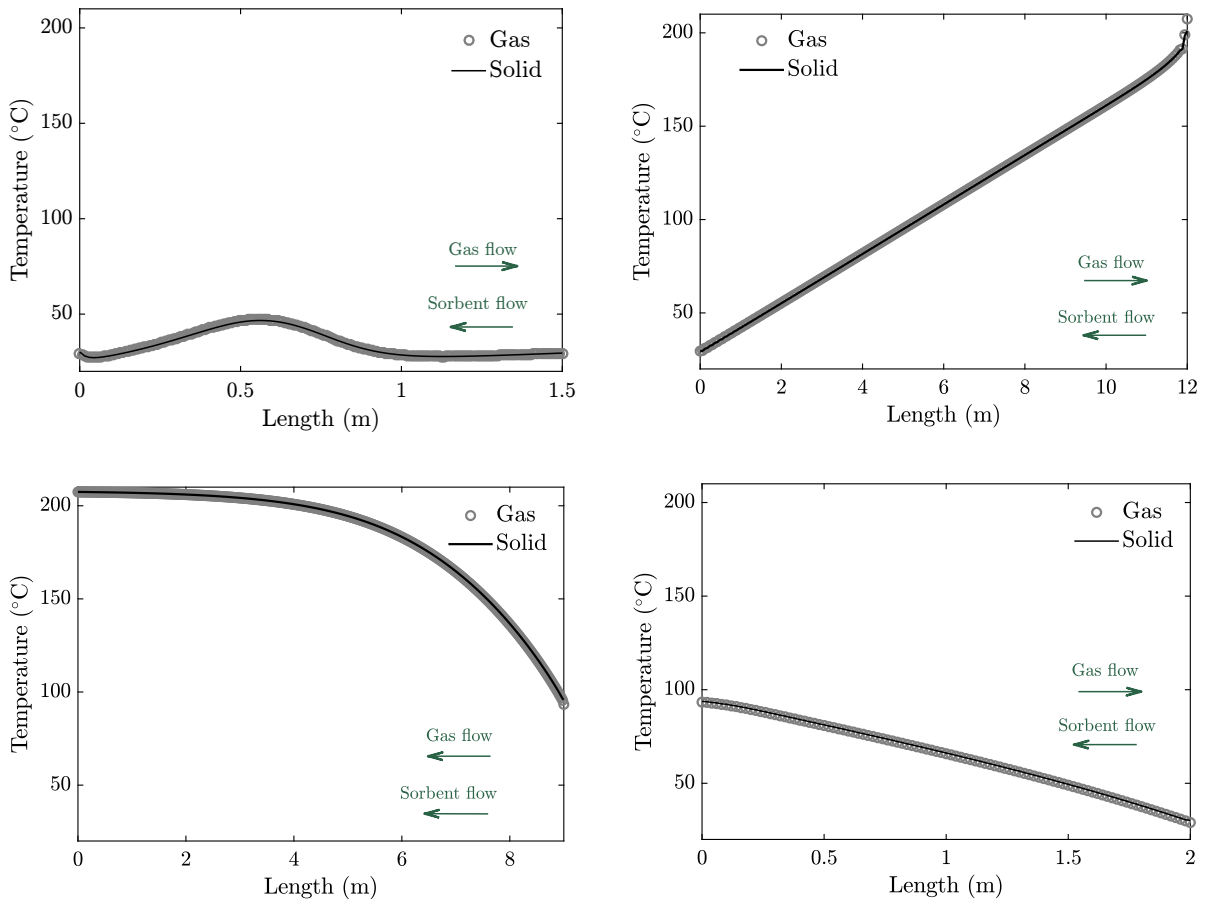 200
150
100
50
Temperature (°C)
Gas
Solid
Gas flow
Sorbent flow
0
0.5
1
1.5
Length (m)
200
150
100
50
Temperature (°C)
Gas
Solid
Gas flow
Sorbent flow
0
2
4
6
8
10
12
Length (m)
200
150
100
50
Temperature (°C)
Gas
Solid
Gas flow
Sorbent flow
0
2
4
6
8
Length (m)
200
150
100
50
Temperature (°C)
Gas
Solid
Gas flow
Sorbent flow
0
0.5
1
1.5
2
Length (m)